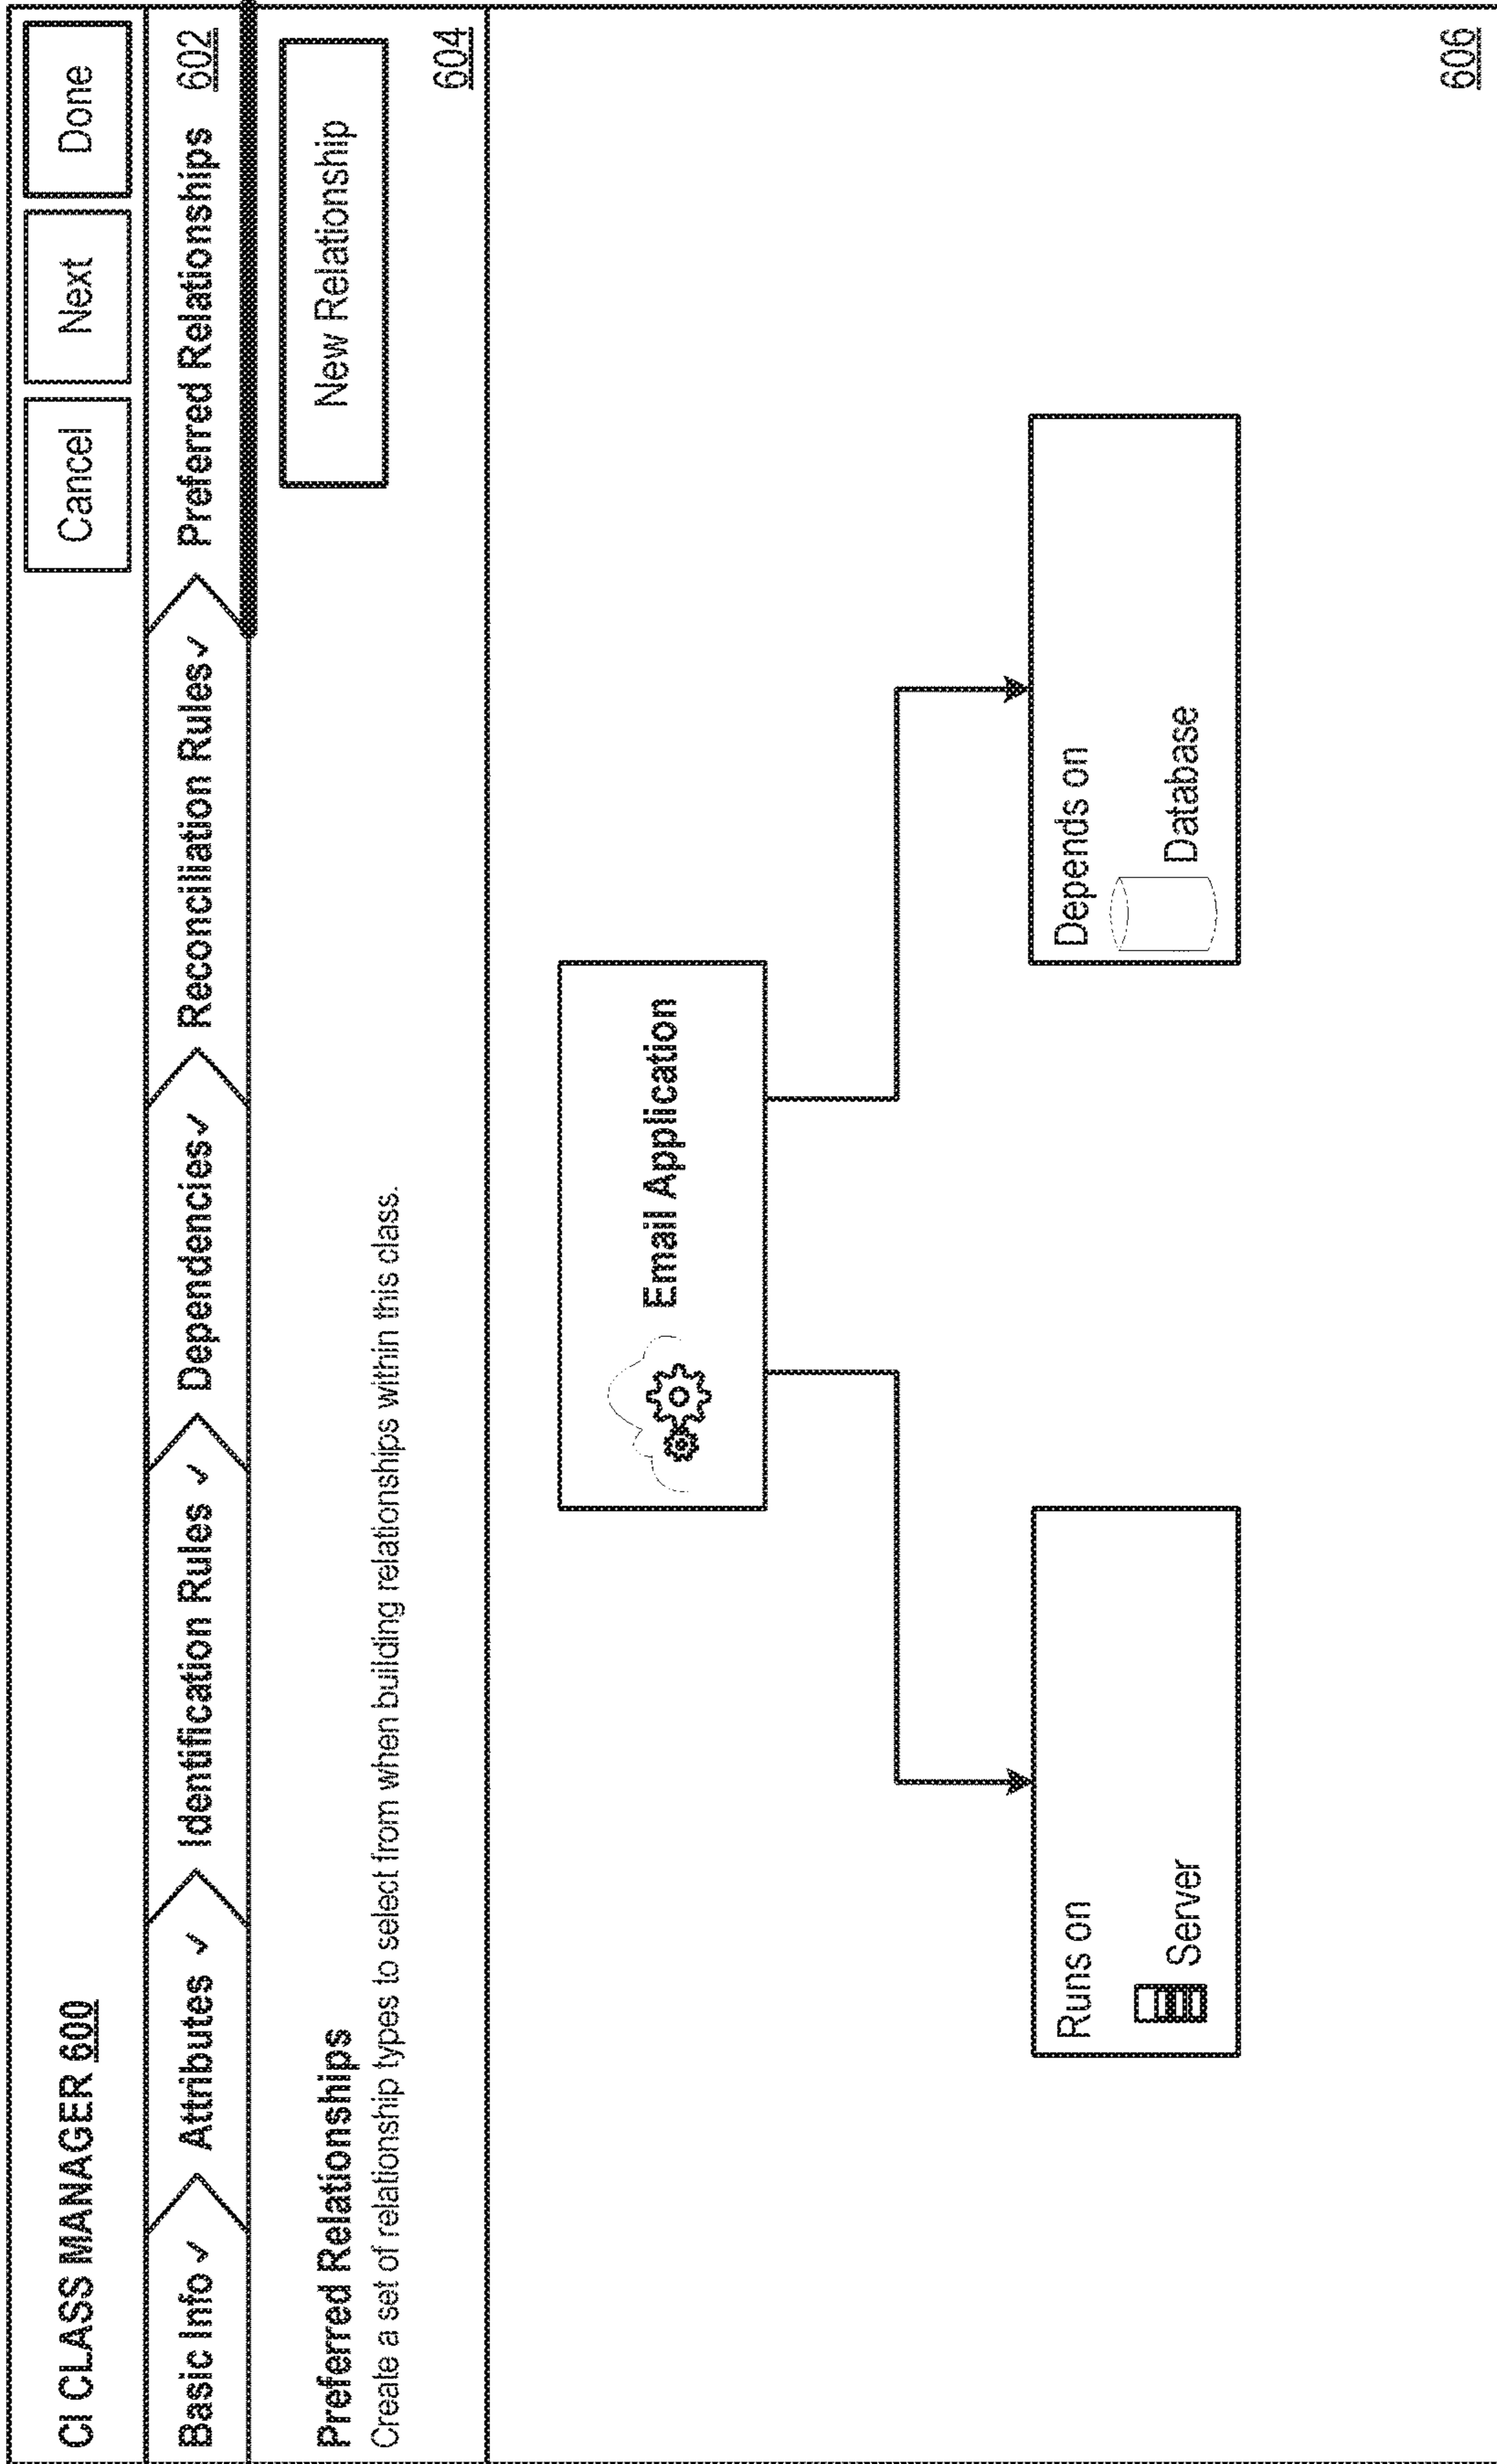 CI CLASS MANAGER 600
Cancel
Next
Done
Basic Info ✓
Attributes ✓
Identification Rules ✓
Dependencies ✓
Reconciliation Rules ✓
Preferred Relationships
602
Preferred Relationships
Create a set of relationship types to select from when building relationships within this class.
New Relationship
604
Email Application
Runs on
Server
Depends on
Database
606